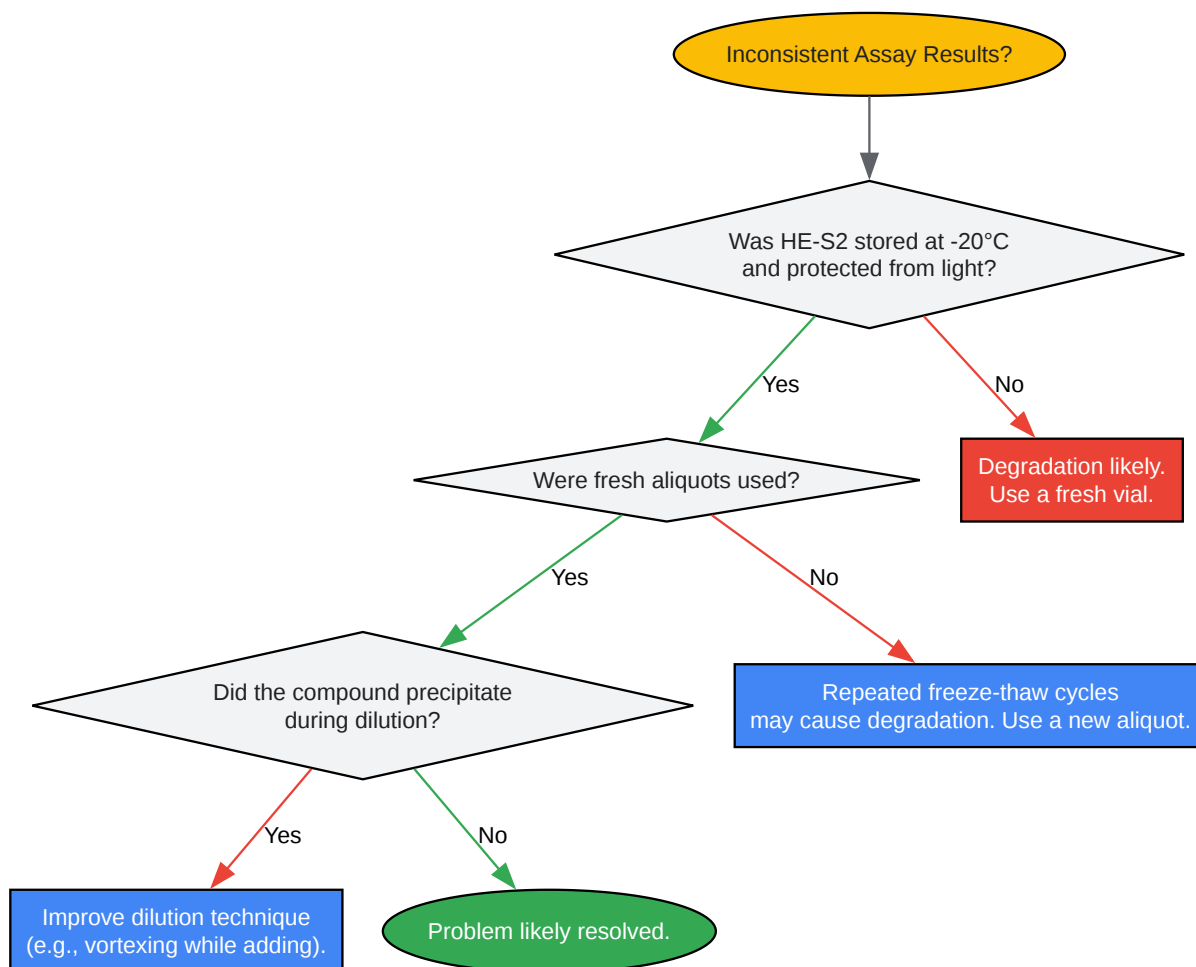 Inconsistent Assay Results?
Was HE-S2 stored at -20°C
and protected from light?
Yes
No
Were fresh aliquots used?
Degradation likely.
Use a fresh vial.
Yes
No
Did the compound precipitate
during dilution?
Repeated freeze-thaw cycles
may cause degradation. Use a new aliquot.
Yes
No
Improve dilution technique
(e.g., vortexing while adding).
Problem likely resolved.